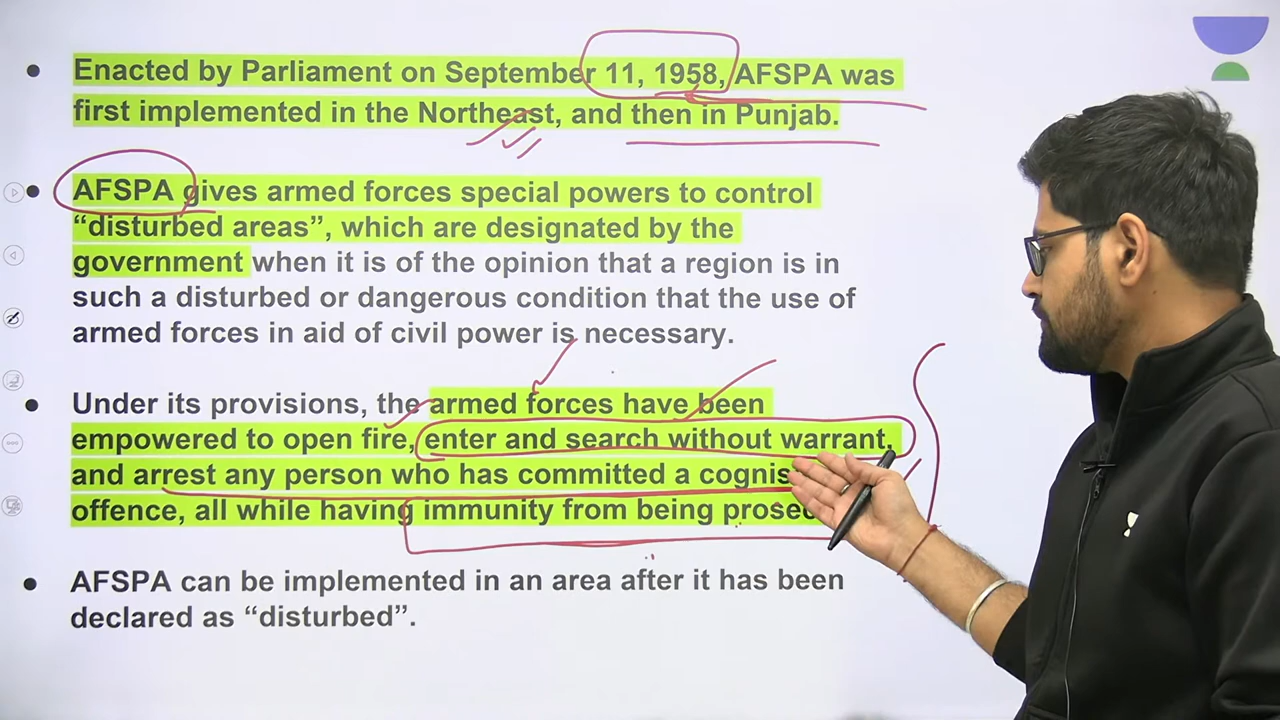 Enacted by Parliament on September 11, 1958, AFSPA was
first implemented in the Northeast, and then in Punjab.
AFSPA gives armed forces special powers to control
“disturbed areas”, which are designated by the
government when it is of the opinion that a region is in
such a disturbed or dangerous condition that the use of
armed forces in aid of civil power is necessary.
Under its provisions, the armed forces have been
empowered to open fire, enter and search without warrant,
and arrest any person who has committed a
offence, all while having immunity from being
AFSPA can be implemented in an area after it has been
declared as “disturbed”.